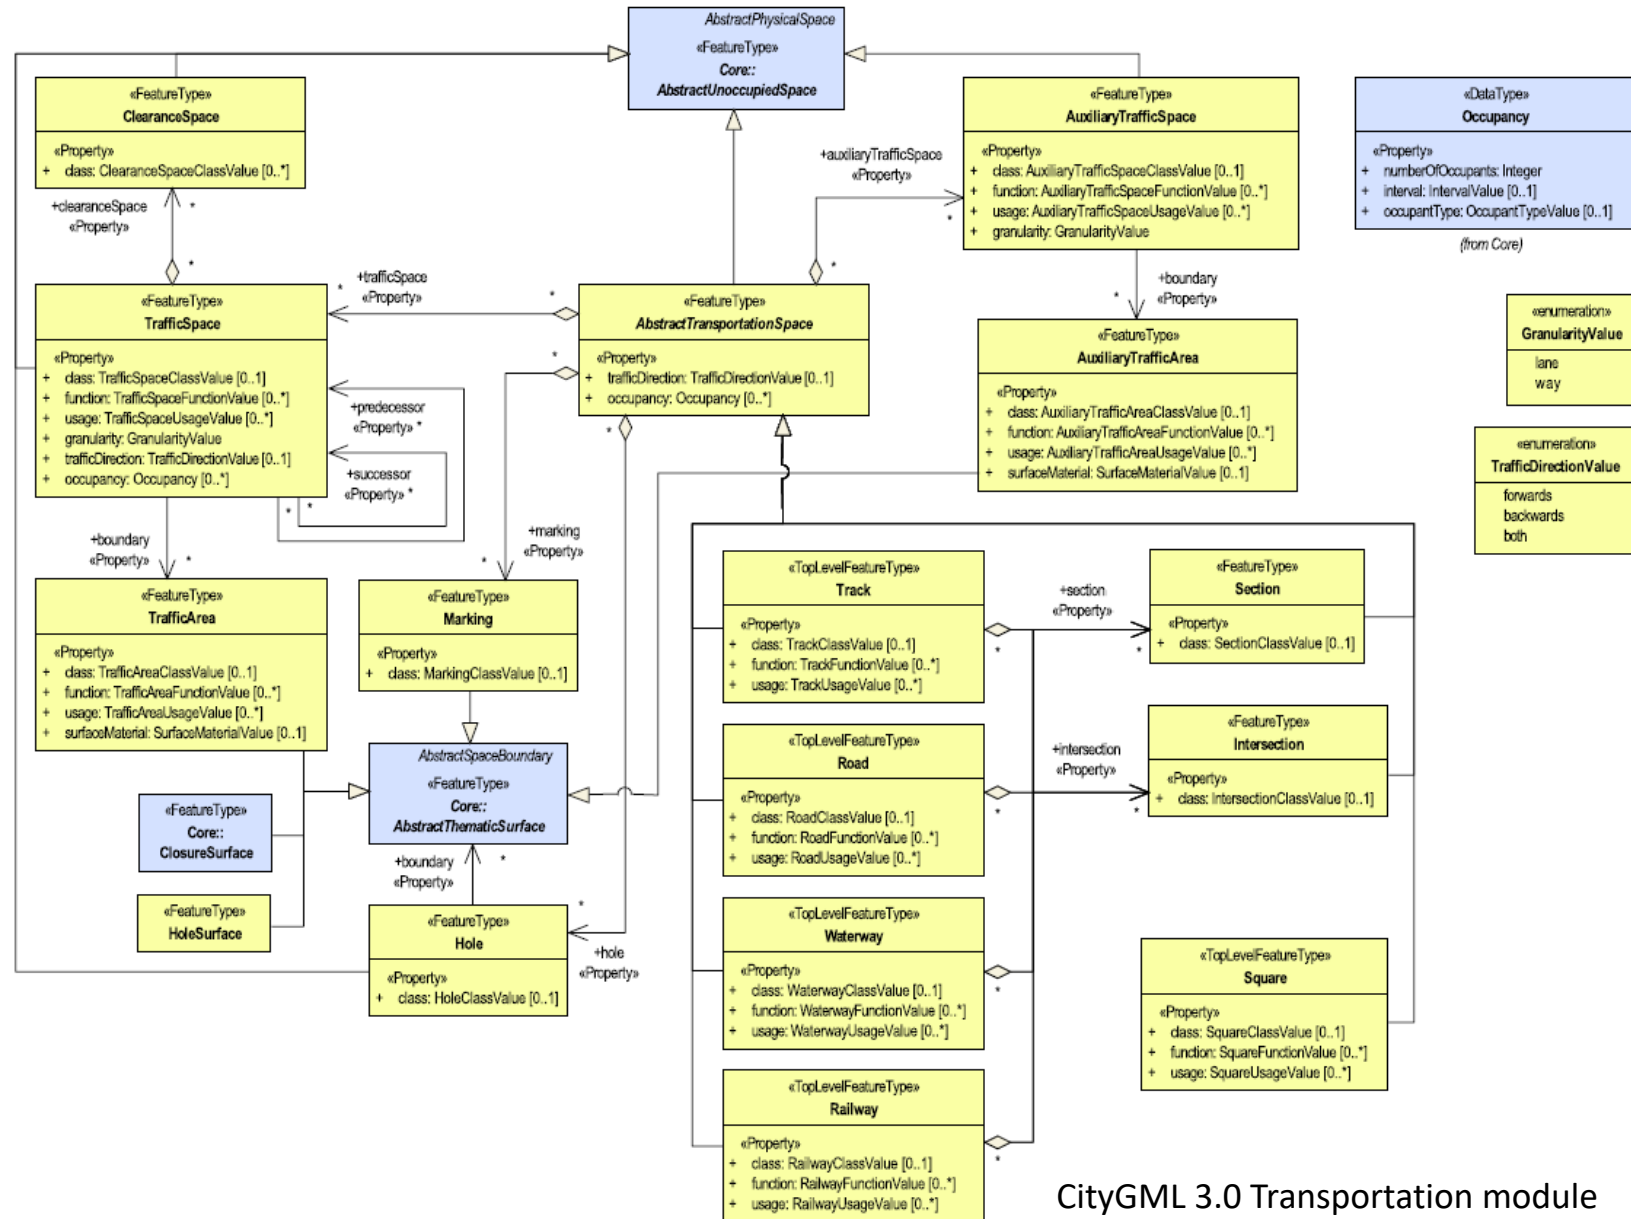 AbstractPhysicalSpace
«FeatureType»
Core::
AbstractUnoccupiedSpace
«FeatureType»
ClearanceSpace
«Property»
+ class: ClearanceSpaceClassValue [0..*]
«FeatureType»
AuxiliaryTrafficSpace
«Property»
+ class: AuxiliaryTrafficSpaceClassValue [0..1]
+ function: AuxiliaryTrafficSpaceFunctionValue [0..*]
+ usage: AuxiliaryTrafficSpaceUsageValue [0..*]
+ granularity: GranularityValue
«DataType»
Occupancy
«Property»
+ numberOfOccupants: Integer
+ interval: IntervalValue [0..1]
+ occupantType: OccupantTypeValue [0..1]
(from Core)
+auxiliaryTrafficSpace
«Property»
*
*
+clearanceSpace
«Property»
*
*
+trafficSpace
«Property»
*
*
«FeatureType»
TrafficSpace
«Property»
+ class: TrafficSpaceClassValue [0..1]
+ function: TrafficSpaceFunctionValue [0..*]
+ usage: TrafficSpaceUsageValue [0..*]
+ granularity: GranularityValue
+ trafficDirection: TrafficDirectionValue [0..1]
+ occupancy: Occupancy [0..*]
+predecessor
«Property» *
+successor
«Property» *
*
*
«FeatureType»
AbstractTransportationSpace
«Property»
+ trafficDirection: TrafficDirectionValue [0..1]
+ occupancy: Occupancy [0..*]
*
*
+boundary
«Property»
*
«FeatureType»
AuxiliaryTrafficArea
«Property»
+ class: AuxiliaryTrafficAreaClassValue [0..1]
+ function: AuxiliaryTrafficAreaFunctionValue [0..*]
+ usage: AuxiliaryTrafficAreaUsageValue [0..*]
+ surfaceMaterial: SurfaceMaterialValue [0..1]
«enumeration»
GranularityValue
lane
way
«enumeration»
TrafficDirectionValue
forwards
backwards
both
+boundary
«Property»
*
+marking
«Property»
*
«FeatureType»
TrafficArea
«Property»
+ class: TrafficAreaClassValue [0..1]
+ function: TrafficAreaFunctionValue [0..*]
+ usage: TrafficAreaUsageValue [0..*]
+ surfaceMaterial: SurfaceMaterialValue [0..1]
«FeatureType»
Marking
«Property»
+ class: MarkingClassValue [0..1]
«TopLevelFeatureType»
Track
«Property»
+ class: TrackClassValue [0..1]
+ function: TrackFunctionValue [0..*]
+ usage: TrackUsageValue [0..*]
*
+section
«Property»
*
«FeatureType»
Section
«Property»
+ class: SectionClassValue [0..1]
AbstractSpaceBoundary
«FeatureType»
Core::
AbstractThematicSurface
«TopLevelFeatureType»
Road
«Property»
+ class: RoadClassValue [0..1]
+ function: RoadFunctionValue [0..*]
+ usage: RoadUsageValue [0..*]
*
+intersection
«Property»
*
«FeatureType»
Intersection
«Property»
+ class: IntersectionClassValue [0..1]
«FeatureType»
Core::
ClosureSurface
+boundary
«Property»
*
«FeatureType»
HoleSurface
«FeatureType»
Hole
«Property»
+ class: HoleClassValue [0..1]
*
+hole
«Property»
«TopLevelFeatureType»
Waterway
«Property»
+ class: WaterwayClassValue [0..1]
+ function: WaterwayFunctionValue [0..*]
+ usage: WaterwayUsageValue [0..*]
*
«TopLevelFeatureType»
Square
«Property»
+ class: SquareClassValue [0..1]
+ function: SquareFunctionValue [0..*]
+ usage: SquareUsageValue [0..*]
«TopLevelFeatureType»
Railway
«Property»
+ class: RailwayClassValue [0..1]
+ function: RailwayFunctionValue [0..*]
+ usage: RailwayUsageValue [0..*]
*
CityGML 3.0 Transportation module